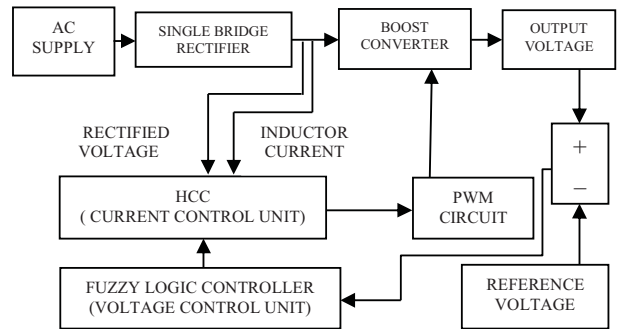 AC
SUPPLY
SINGLE BRIDGE
RECTIFIER
BOOST
CONVERTER
OUTPUT
VOLTAGE
RECTIFIED
VOLTAGE
INDUCTOR
CURRENT
+
–
HCC
( CURRENT CONTROL UNIT)
PWM
CIRCUIT
FUZZY LOGIC CONTROLLER
(VOLTAGE CONTROL UNIT)
REFERENCE
VOLTAGE